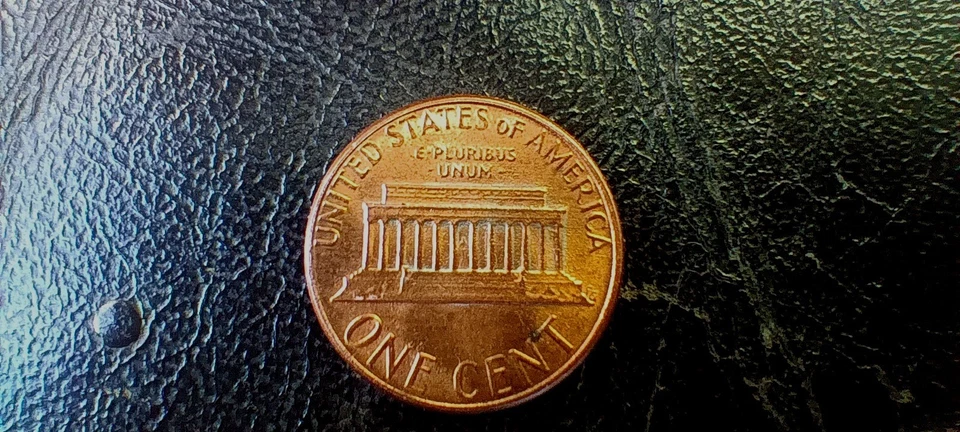 UNITED STATES OF AMERICA
E·PLURIBUS
·UNUM·
ONE CENT